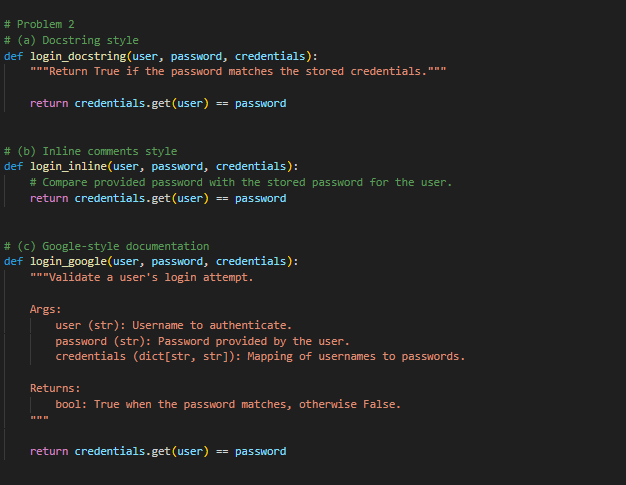 # Problem 2
# (a) Docstring style
def login_docstring(user, password, credentials):
    """Return True if the password matches the stored credentials."""
    return credentials.get(user) == password
# (b) Inline comments style
def login_inline(user, password, credentials):
    # Compare provided password with the stored password for the user.
    return credentials.get(user) == password
# (c) Google-style documentation
def login_google(user, password, credentials):
    """Validate a user's login attempt.
    Args:
        user (str): Username to authenticate.
        password (str): Password provided by the user.
        credentials (dict[str, str]): Mapping of usernames to passwords.
    Returns:
        bool: True when the password matches, otherwise False.
    """
    return credentials.get(user) == password